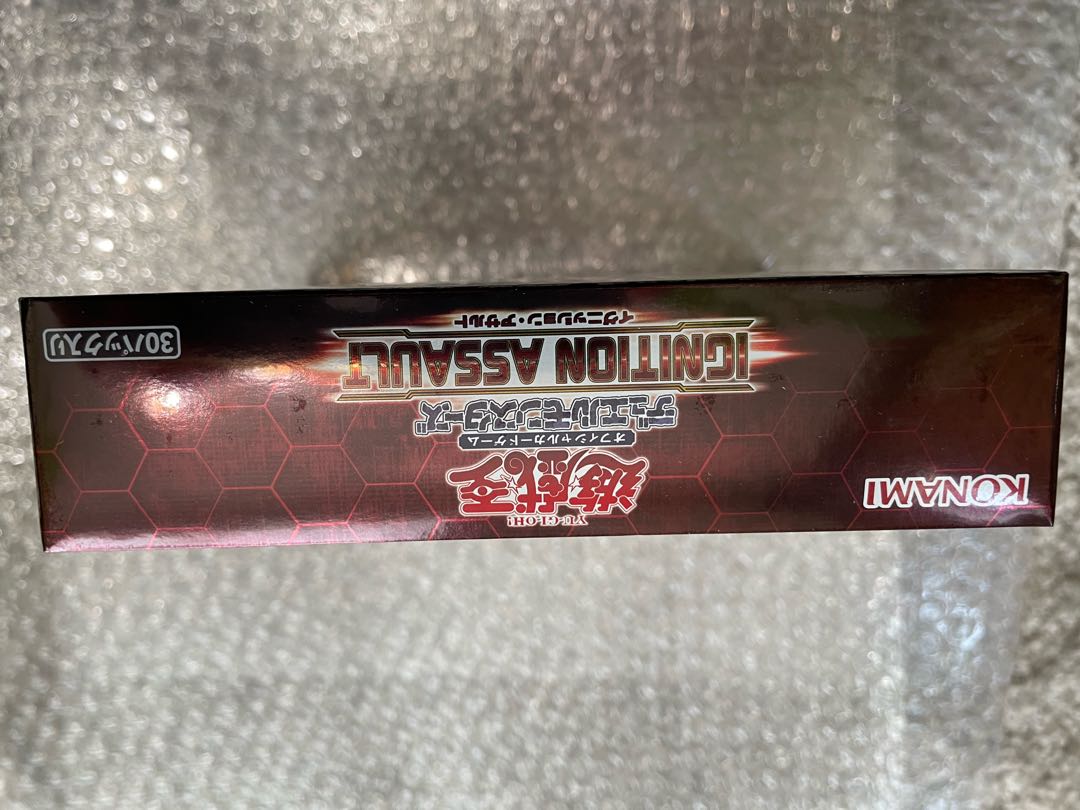 KONAMI
YU-GI-OH!
遊戯王
オフィシャルカードゲーム
デュエルモンスターズ
IGNITION ASSAULT
イグニッション・アサルト
30パック入り